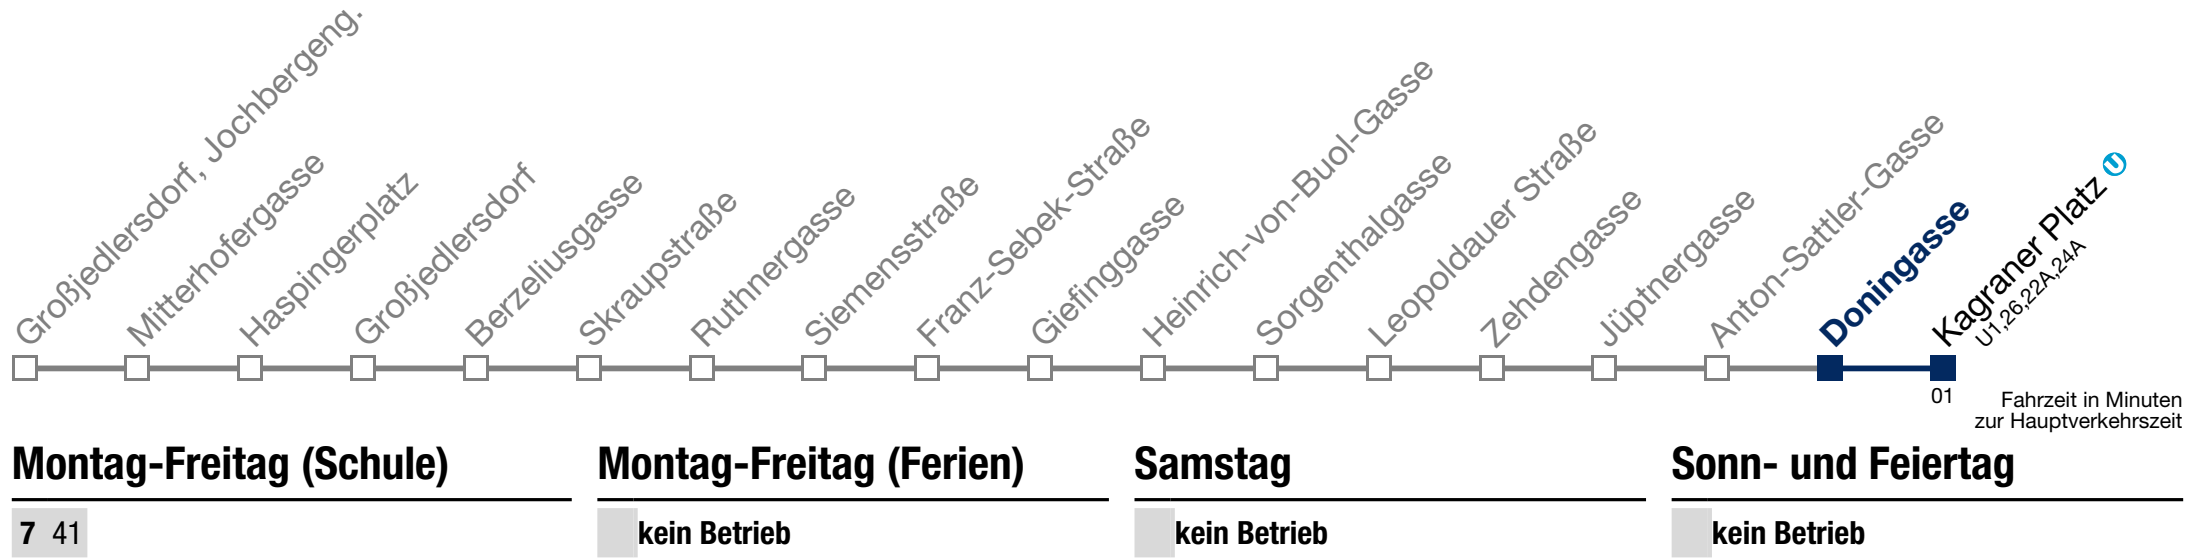 Großjedlersdorf, Jochbergeng.
Mitterhofergasse
Haspingerplatz
Großjedlersdorf
Berzeliusgasse
Skraupstraße
Ruthnergasse
Siemensstraße
Franz-Sebek-Straße
Giefinggasse
Heinrich-von-Buol-Gasse
Sorgenthalgasse
Leopoldauer Straße
Zehdengasse
Jüptnergasse
Anton-Sattler-Gasse
Doningasse
Kagraner Platz U
U1,26,22A,24A
01
Fahrzeit in Minuten
zur Hauptverkehrszeit
Montag-Freitag (Schule)
7 41
Montag-Freitag (Ferien)
kein Betrieb
Samstag
kein Betrieb
Sonn- und Feiertag
kein Betrieb